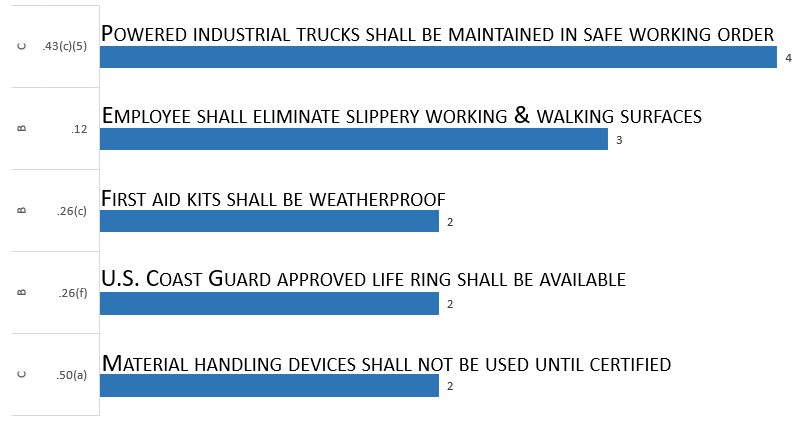 POWERED INDUSTRIAL TRUCKS SHALL BE MAINTAINED IN SAFE WORKING ORDER
C .43(c)(5) 4
EMPLOYEE SHALL ELIMINATE SLIPPERY WORKING & WALKING SURFACES
B .12 3
FIRST AID KITS SHALL BE WEATHERPROOF
B .26(c) 2
U.S. COAST GUARD APPROVED LIFE RING SHALL BE AVAILABLE
B .26(f) 2
MATERIAL HANDLING DEVICES SHALL NOT BE USED UNTIL CERTIFIED
C .50(a) 2